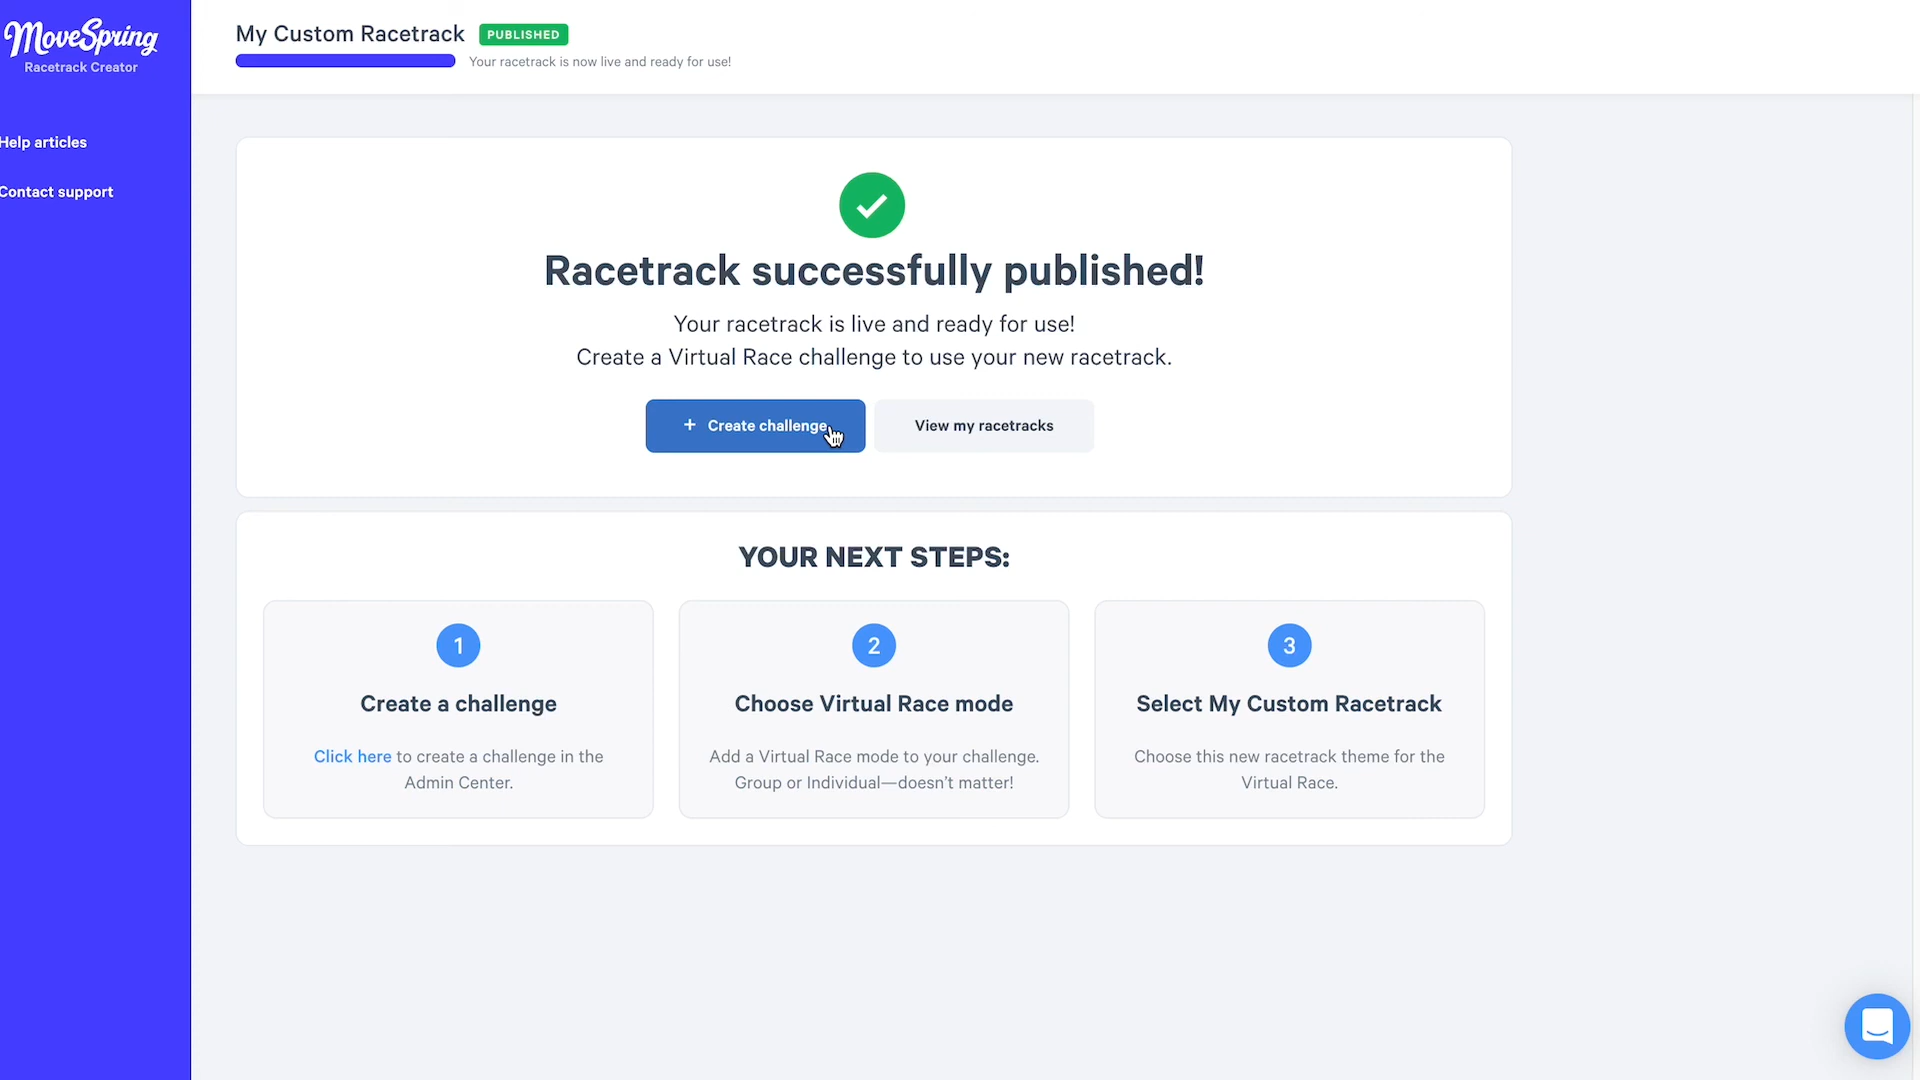 MoveSpring
Racetrack Creator
Help articles
Contact support
My Custom Racetrack PUBLISHED
Your racetrack is now live and ready for use!
Racetrack successfully published!
Your racetrack is live and ready for use!
Create a Virtual Race challenge to use your new racetrack.
+ Create challenge
View my racetracks
YOUR NEXT STEPS:
1
Create a challenge
Click here to create a challenge in the
Admin Center.
2
Choose Virtual Race mode
Add a Virtual Race mode to your challenge.
Group or Individual—doesn't matter!
3
Select My Custom Racetrack
Choose this new racetrack theme for the
Virtual Race.